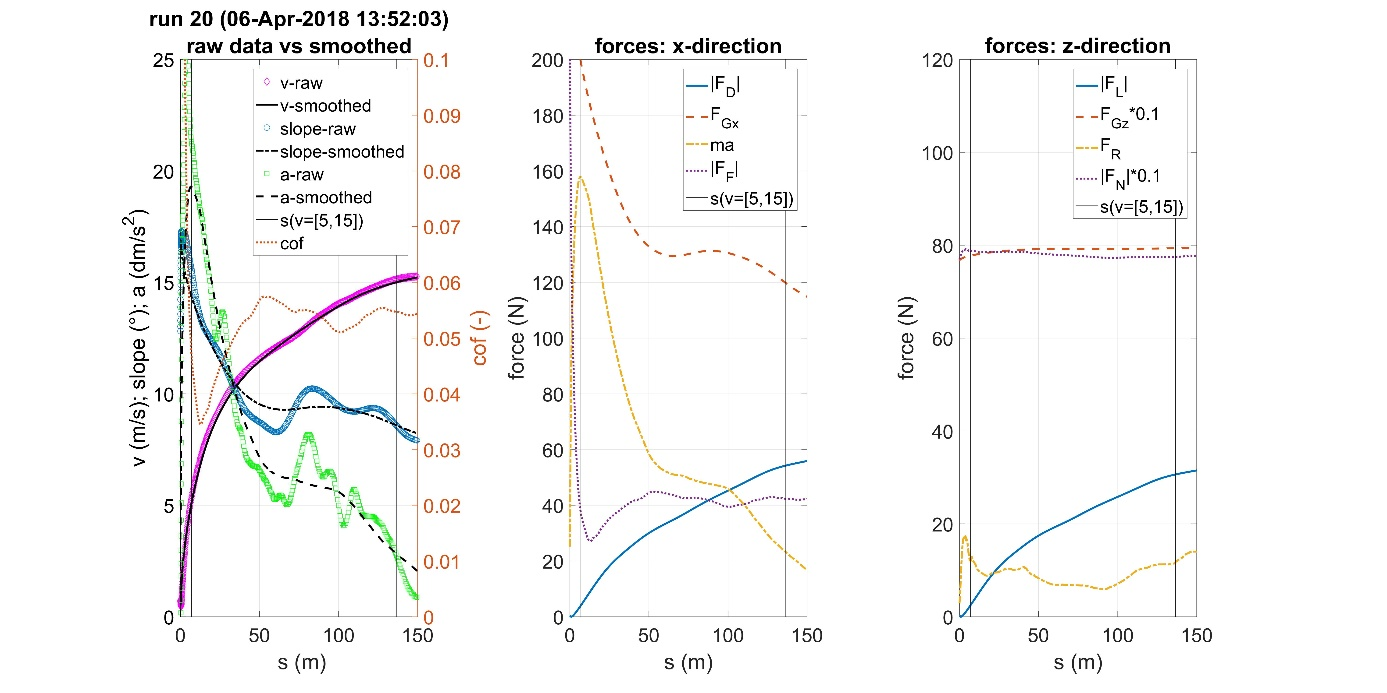 run 20 (06-Apr-2018 13:52:03)
raw data vs smoothed
25
20
15
10
5
0
v (m/s); slope (°); a (dm/s²)
0.1
0.09
0.08
0.07
0.06
0.05
0.04
0.03
0.02
0.01
0
cof (-)
v-raw
v-smoothed
slope-raw
slope-smoothed
a-raw
a-smoothed
s(v=[5,15])
cof
0 50 100 150
s (m)
forces: x-direction
200
180
160
140
120
100
80
60
40
20
0
force (N)
|F_D|
F_Gx
ma
|F_F|
s(v=[5,15])
0 50 100 150
s (m)
forces: z-direction
120
100
80
60
40
20
0
force (N)
|F_L|
F_Gz*0.1
F_R
|F_N|*0.1
s(v=[5,15])
0 50 100 150
s (m)